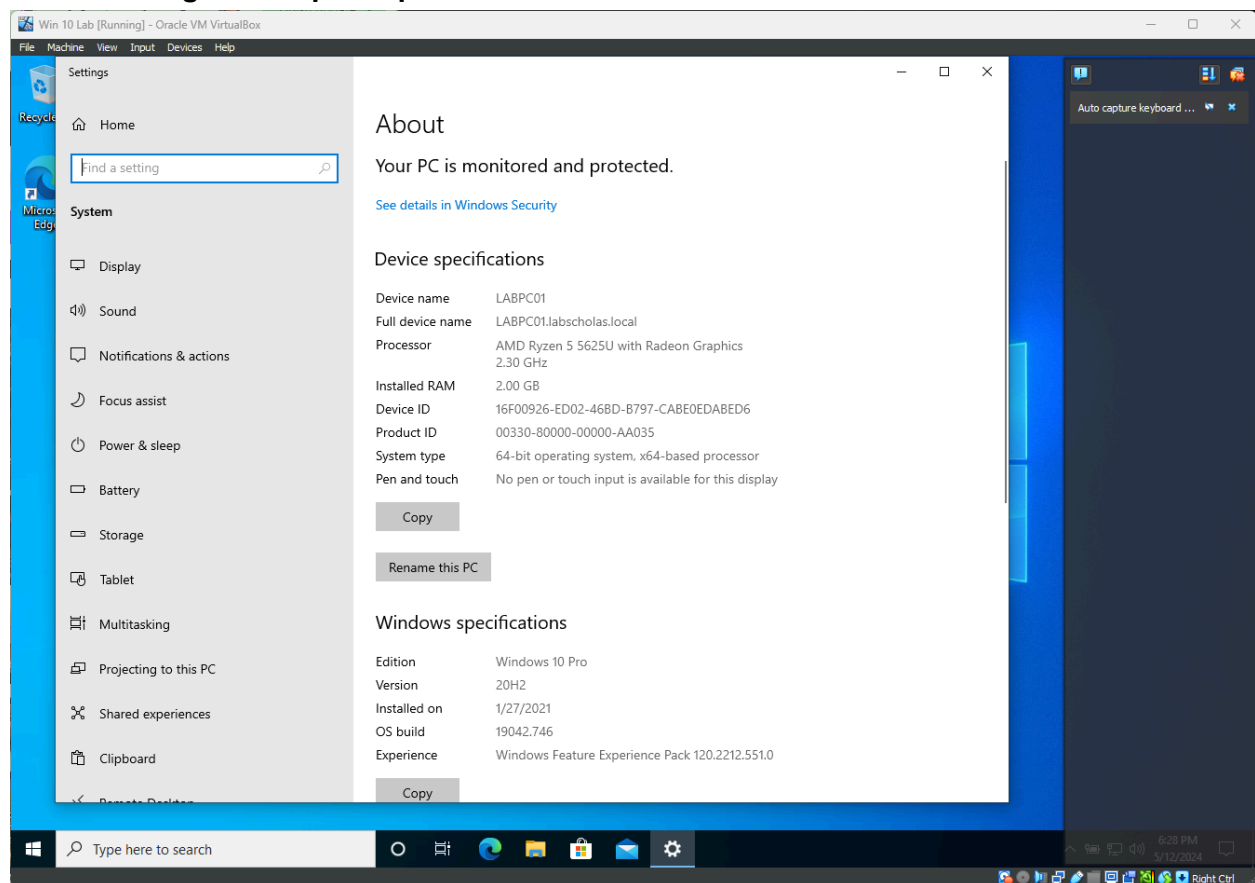 Win 10 Lab [Running] - Oracle VM VirtualBox
File Machine View Input Devices Help
Recycle
Micros
Edg
Settings
Home
Find a setting
System
Display
Sound
Notifications & actions
Focus assist
Power & sleep
Battery
Storage
Tablet
Multitasking
Projecting to this PC
Shared experiences
Clipboard
Remote Desktop
About
Your PC is monitored and protected.
See details in Windows Security
Device specifications
Device name LABPC01
Full device name LABPC01.labscholas.local
Processor AMD Ryzen 5 5625U with Radeon Graphics
2.30 GHz
Installed RAM 2.00 GB
Device ID 16F00926-ED02-46BD-B797-CABE0EDABED6
Product ID 00330-80000-00000-AA035
System type 64-bit operating system, x64-based processor
Pen and touch No pen or touch input is available for this display
Copy
Rename this PC
Windows specifications
Edition Windows 10 Pro
Version 20H2
Installed on 1/27/2021
OS build 19042.746
Experience Windows Feature Experience Pack 120.2212.551.0
Copy
Auto capture keyboard ...
Type here to search
6:28 PM
5/12/2024
Right Ctrl